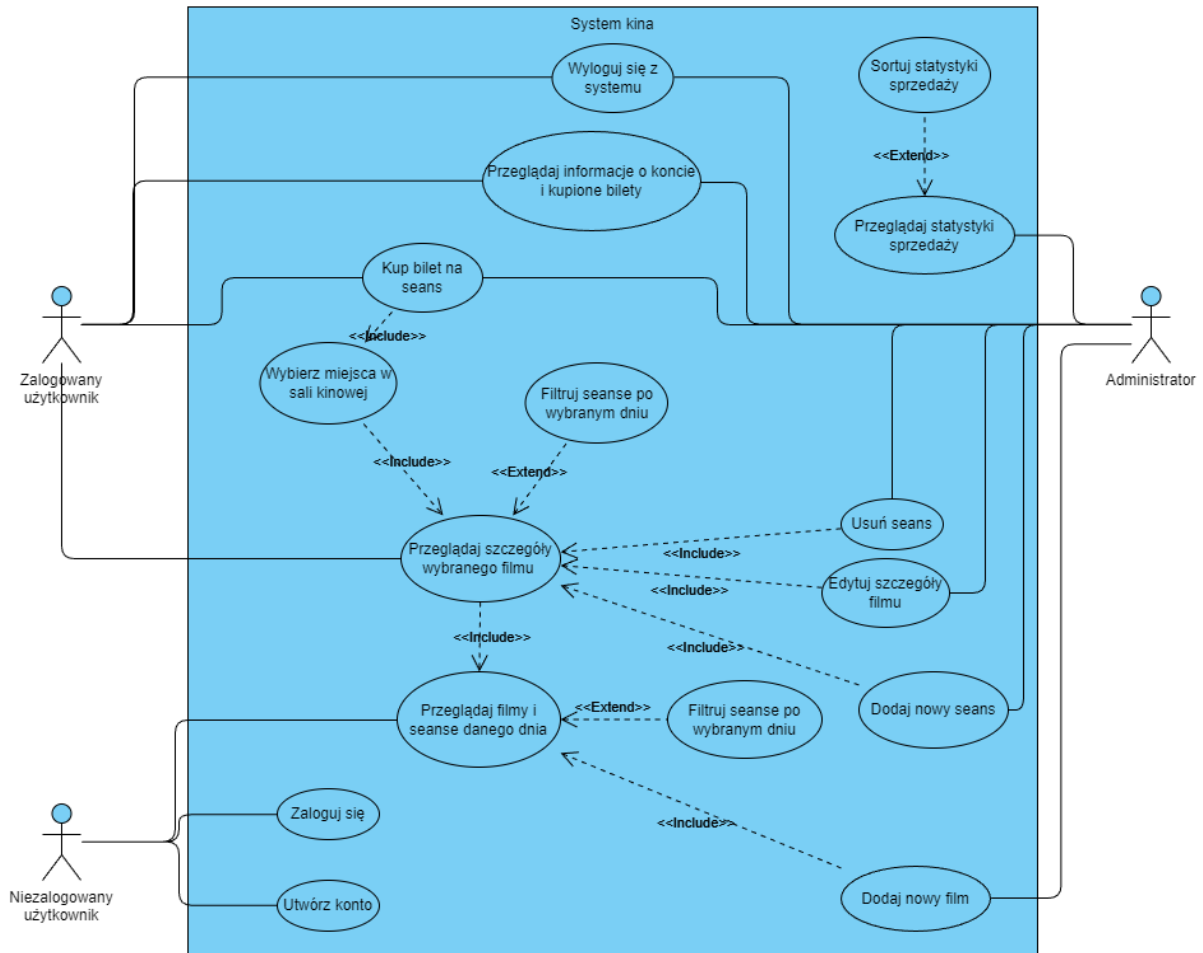 System kina
Wyloguj się z
systemu
Sortuj statystyki
sprzedaży
<<Extend>>
Przeglądaj informacje o koncie
i kupione bilety
Przeglądaj statystyki
sprzedaży
Kup bilet na
seans
<<Include>>
Zalogowany
użytkownik
Administrator
Wybierz miejsca w
sali kinowej
Filtruj seanse po
wybranym dniu
<<Include>>
<<Extend>>
Usuń seans
Przeglądaj szczegóły
wybranego filmu
<<Include>>
<<Include>>
Edytuj szczegóły
filmu
<<Include>>
<<Include>>
Przeglądaj filmy i
seanse danego dnia
<<Extend>>
Filtruj seanse po
wybranym dniu
Dodaj nowy seans
Zaloguj się
<<Include>>
Niezalogowany
użytkownik
Utwórz konto
Dodaj nowy film